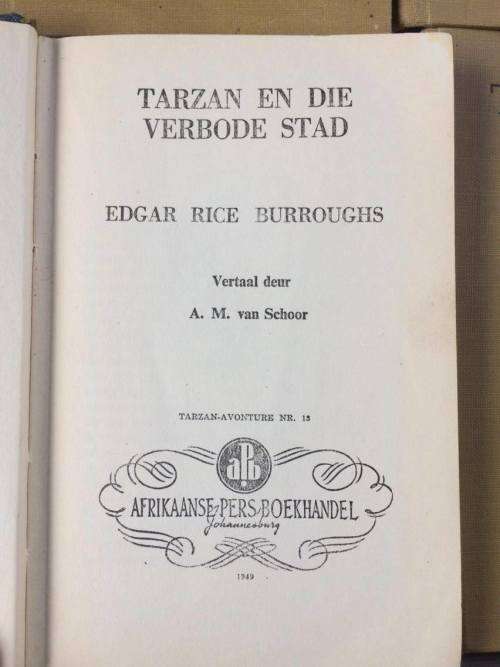 TARZAN EN DIE
VERBODE STAD
EDGAR RICE BURROUGHS
Vertaal deur
A. M. van Schoor
TARZAN-AVONTURE NR. 15
aPb
AFRIKAANSE-PERS-BOEKHANDEL
Johannesburg
1949